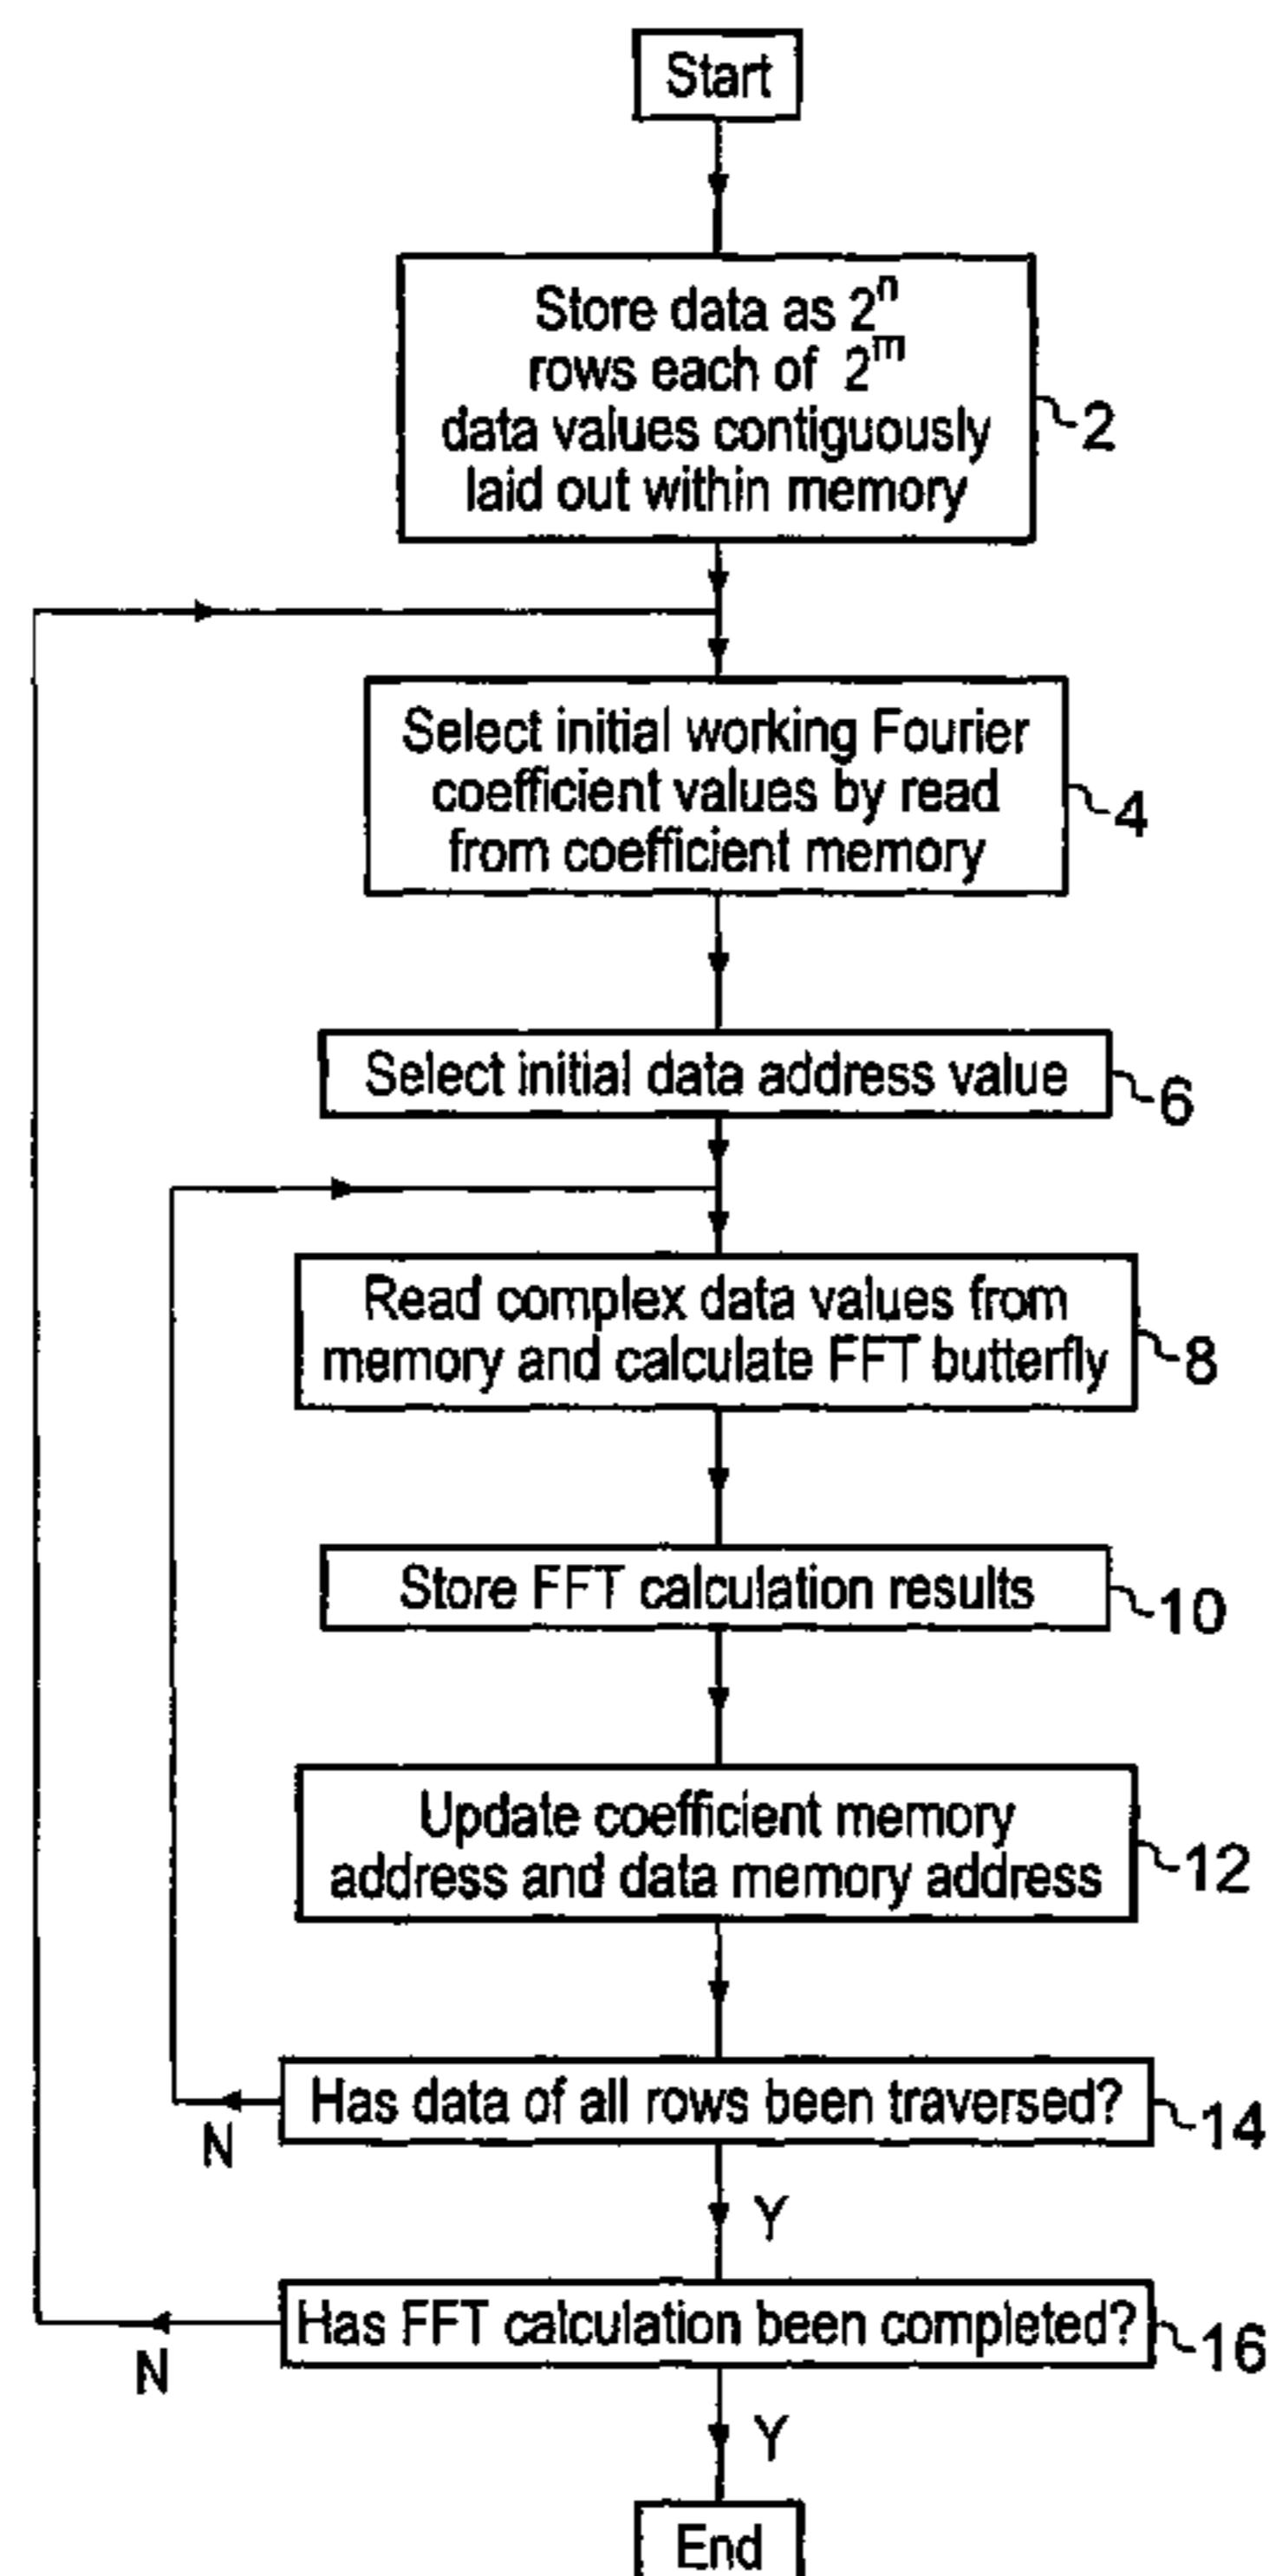 Start
Store data as 2ⁿ
rows each of 2ᵐ
data values contiguously
laid out within memory
2
Select initial working Fourier
coefficient values by read
from coefficient memory
4
Select initial data address value
6
Read complex data values from
memory and calculate FFT butterfly
8
Store FFT calculation results
10
Update coefficient memory
address and data memory address
12
Has data of all rows been traversed?
14
N
Y
Has FFT calculation been completed?
16
N
Y
End